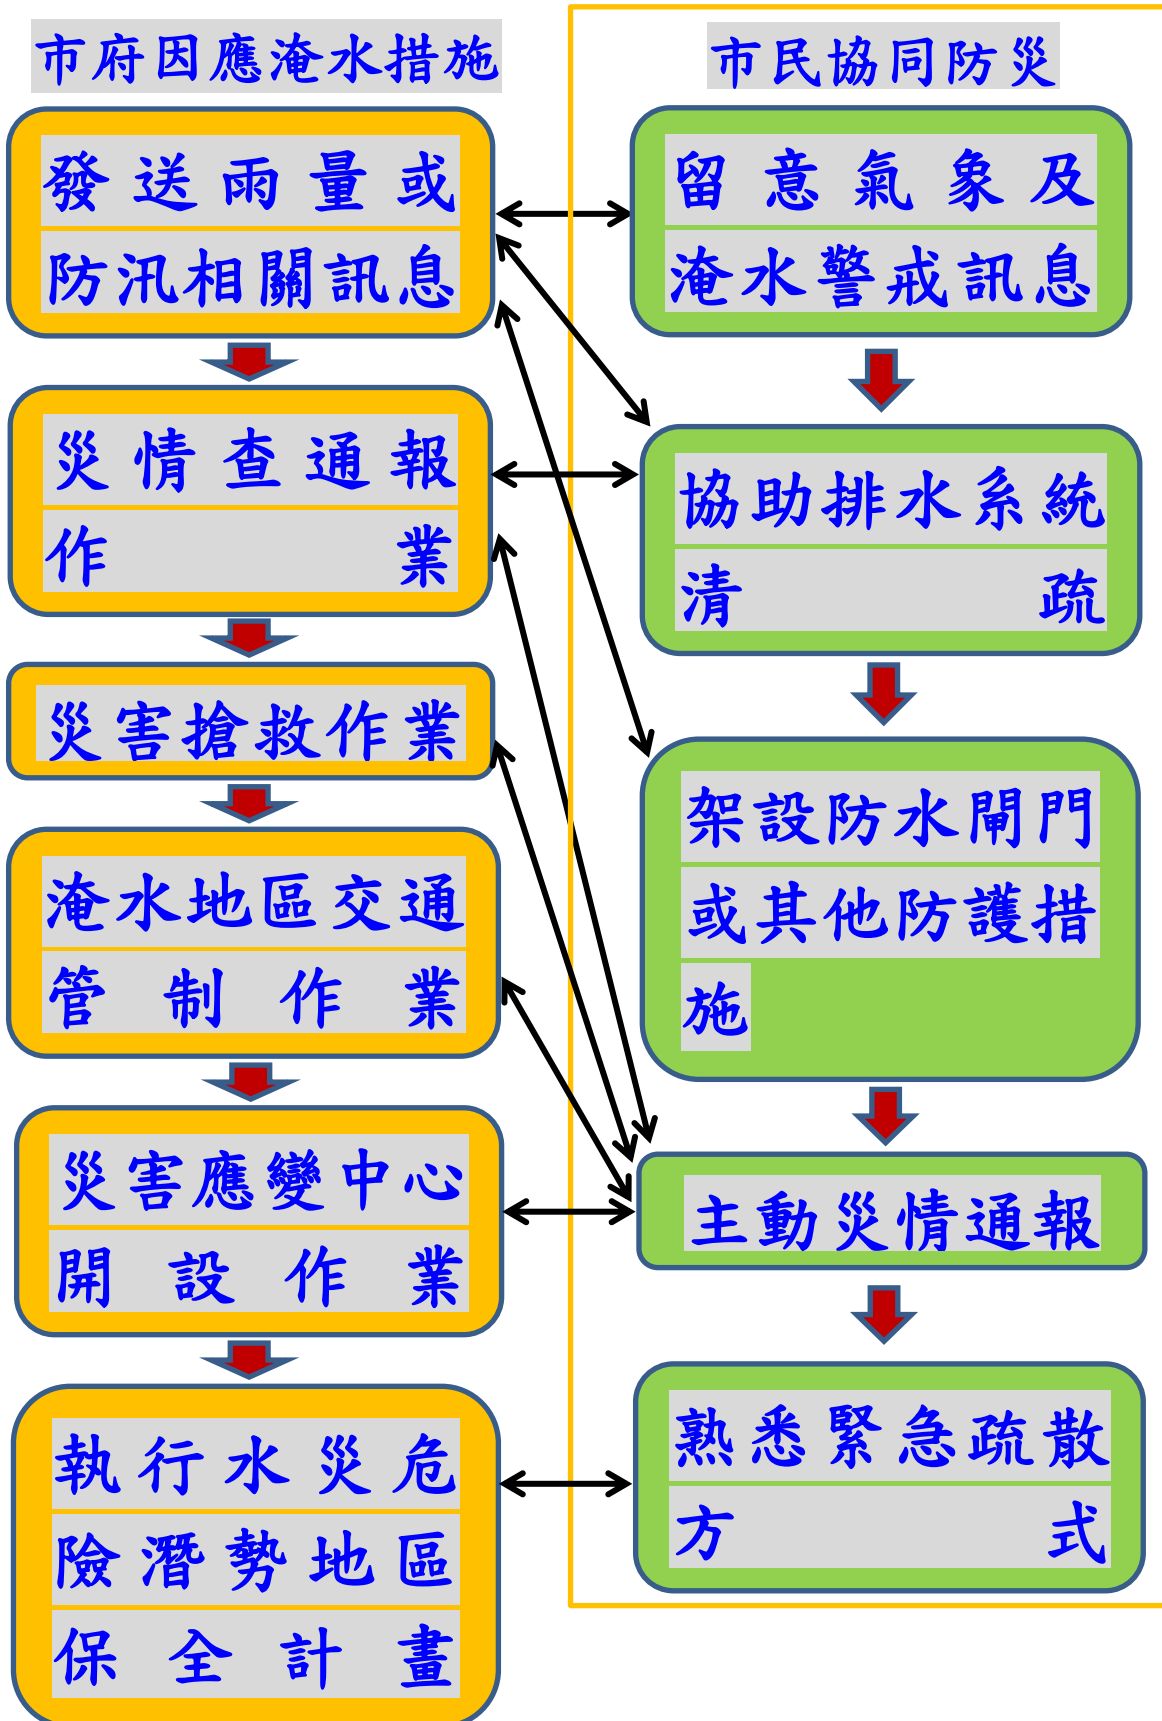 市府因應淹水措施
發送雨量或
防汛相關訊息
災情查通報
作業
災害搶救作業
淹水地區交通
管制作業
災害應變中心
開設作業
執行水災危
險潛勢地區
保全計畫
市民協同防災
留意氣象及
淹水警戒訊息
協助排水系統
清疏
架設防水閘門
或其他防護措
施
主動災情通報
熟悉緊急疏散
方式